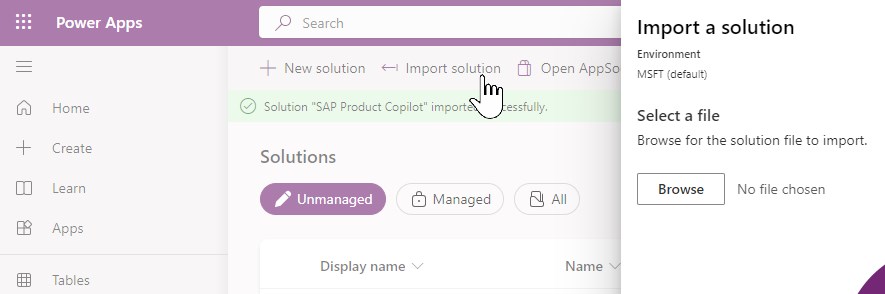 Power Apps
Search
New solution
Import solution
Open AppSo
Solution "SAP Product Copilot" importe ccessfully.
Home
Create
Learn
Apps
Tables
Solutions
Unmanaged
Managed
All
Display name
Name
Import a solution
Environment
MSFT (default)
Select a file
Browse for the solution file to import.
Browse
No file chosen